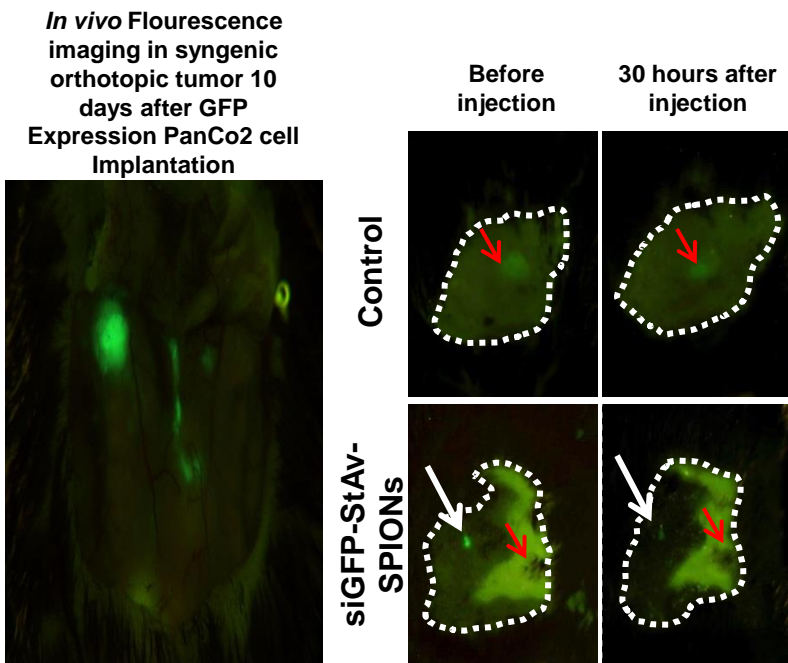 In vivo Flourescence
imaging in syngenic
orthotopic tumor 10
days after GFP
Expression PanCo2 cell
Implantation
Before
injection
30 hours after
injection
Control
siGFP-StAv-
SPIONs